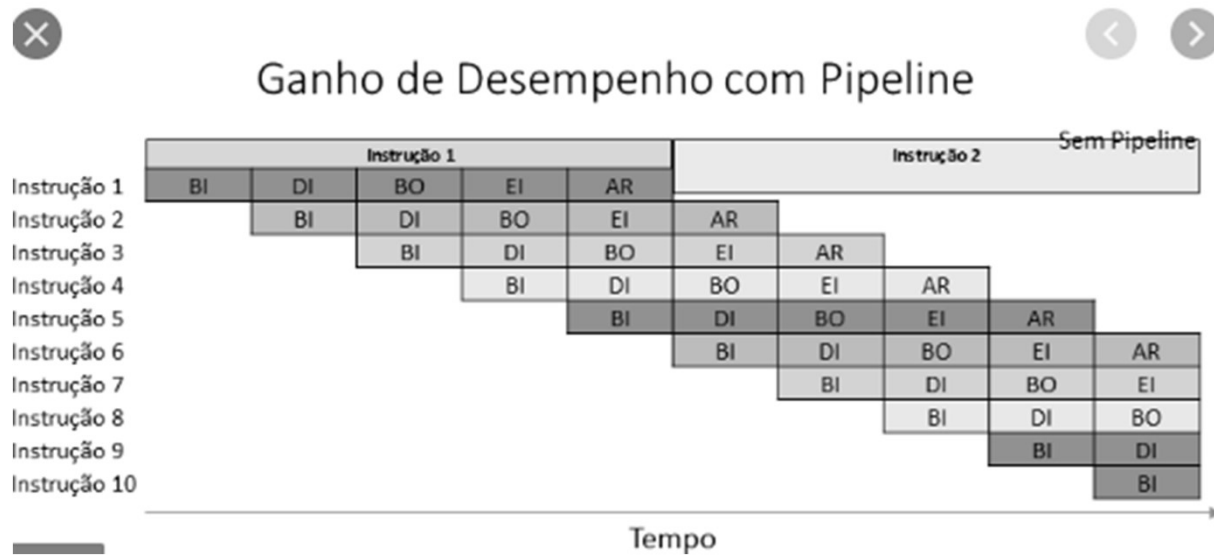 Ganho de Desempenho com Pipeline
Sem Pipeline
Instrução 1 Instrução 2
Instrução 1 BI DI BO EI AR
Instrução 2 BI DI BO EI AR
Instrução 3 BI DI BO EI AR
Instrução 4 BI DI BO EI AR
Instrução 5 BI DI BO EI AR
Instrução 6 BI DI BO EI AR
Instrução 7 BI DI BO EI
Instrução 8 BI DI BO
Instrução 9 BI DI
Instrução 10 BI
Tempo